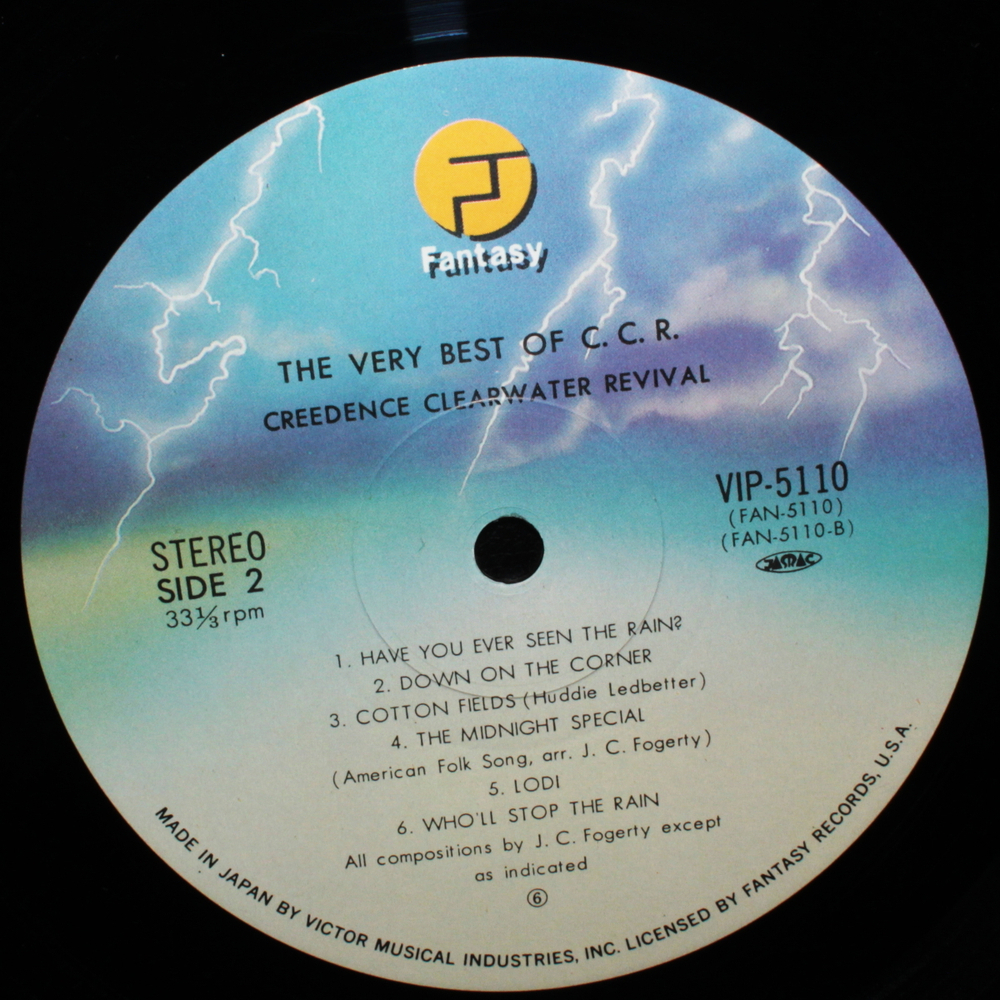 Fantasy
THE VERY BEST OF C. C. R.
CREEDENCE CLEARWATER REVIVAL
VIP-5110
(FAN-5110)
(FAN-5110-B)
JASRAC
STEREO
SIDE 2
33⅓rpm
1. HAVE YOU EVER SEEN THE RAIN?
2. DOWN ON THE CORNER
3. COTTON FIELDS (Huddie Ledbetter)
4. THE MIDNIGHT SPECIAL
(American Folk Song, arr. J. C. Fogerty)
5. LODI
6. WHO'LL STOP THE RAIN
All compositions by J. C. Fogerty except
as indicated
⑥
MADE IN JAPAN BY VICTOR MUSICAL INDUSTRIES, INC. LICENSED BY FANTASY RECORDS, U.S.A.